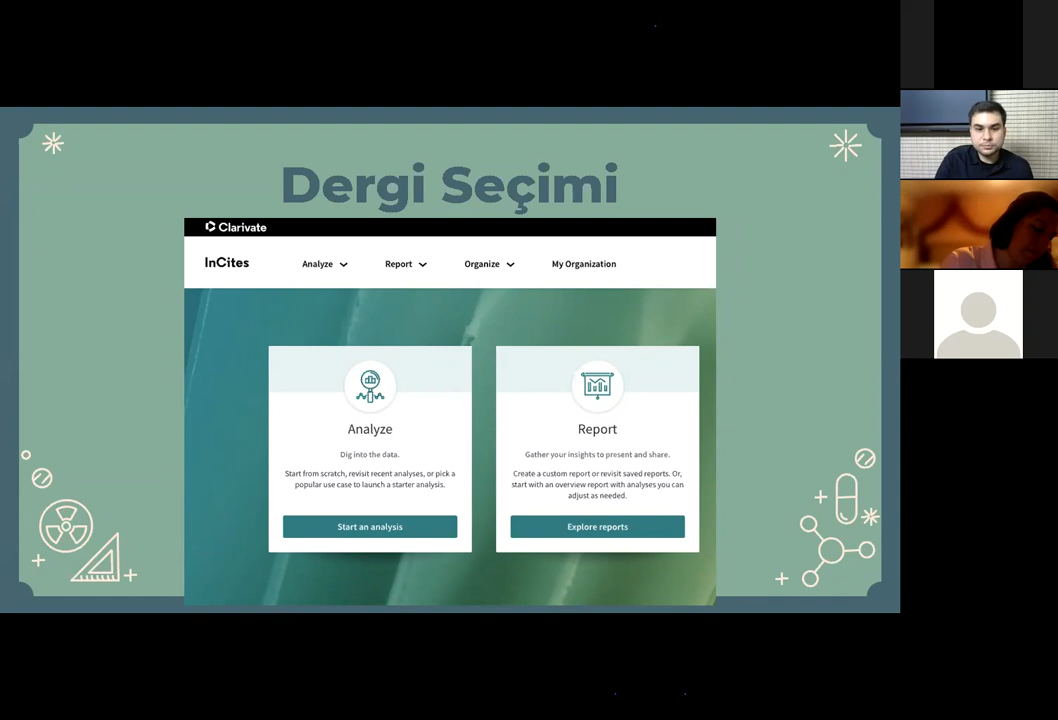 Dergi Seçimi
Clarivate
InCites
Analyze
Report
Organize
My Organization
Analyze
Dig into the data.
Start from scratch, revisit recent analyses, or pick a
popular use case to launch a starter analysis.
Start an analysis
Report
Gather your insights to present and share.
Create a custom report or revisit saved reports. Or,
start with an overview report with analyses you can
adjust as needed.
Explore reports